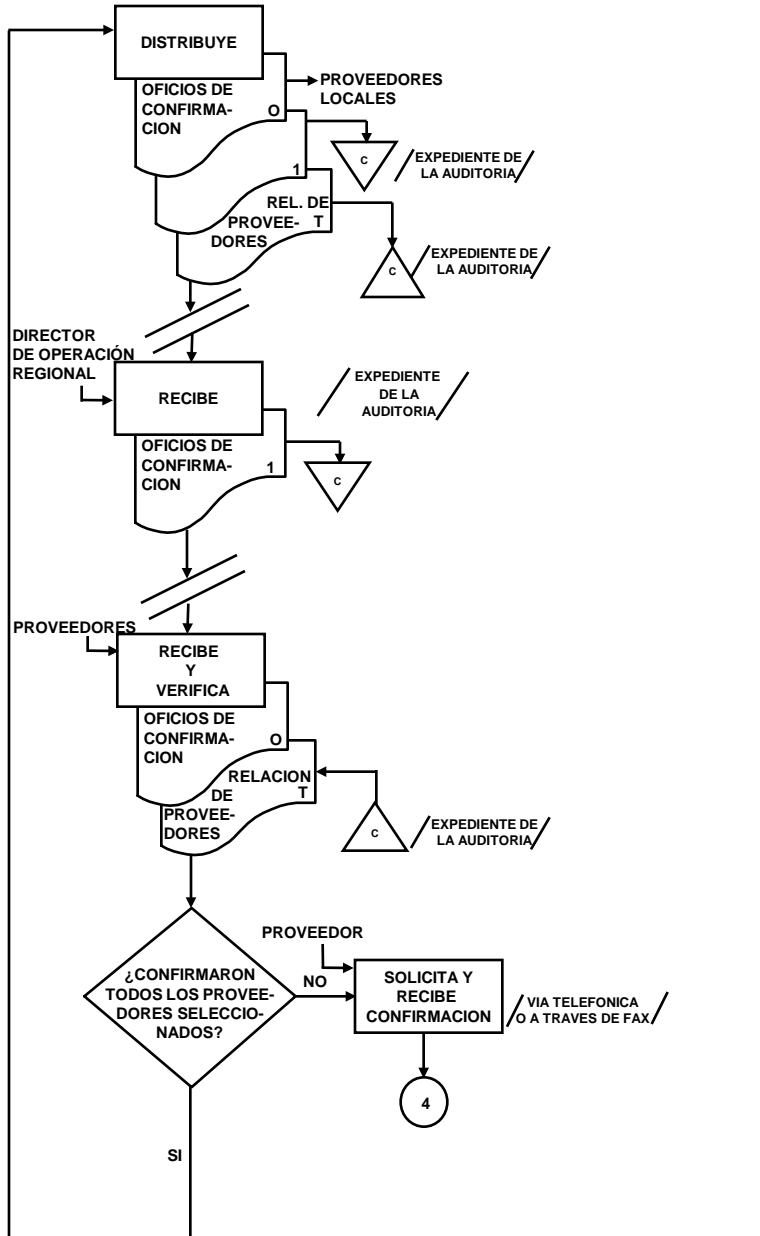 DISTRIBUYE
OFICIOS DE
CONFIRMA-
CION
O
PROVEEDORES
LOCALES
C
EXPEDIENTE DE
LA AUDITORIA
1
REL. DE
PROVEE- T
DORES
C
EXPEDIENTE DE
LA AUDITORIA
DIRECTOR
DE OPERACIÓN
REGIONAL
RECIBE
EXPEDIENTE
DE LA
AUDITORIA
OFICIOS DE
CONFIRMA-
CION
1
C
PROVEEDORES
RECIBE
Y
VERIFICA
OFICIOS DE
CONFIRMA-
CION
O
RELACION
DE T
PROVEE-
DORES
C
EXPEDIENTE DE
LA AUDITORIA
¿CONFIRMARON
TODOS LOS PROVEE-
DORES SELECCIO-
NADOS?
NO
PROVEEDOR
SOLICITA Y
RECIBE
CONFIRMACION
VIA TELEFONICA
O A TRAVES DE FAX
4
SI